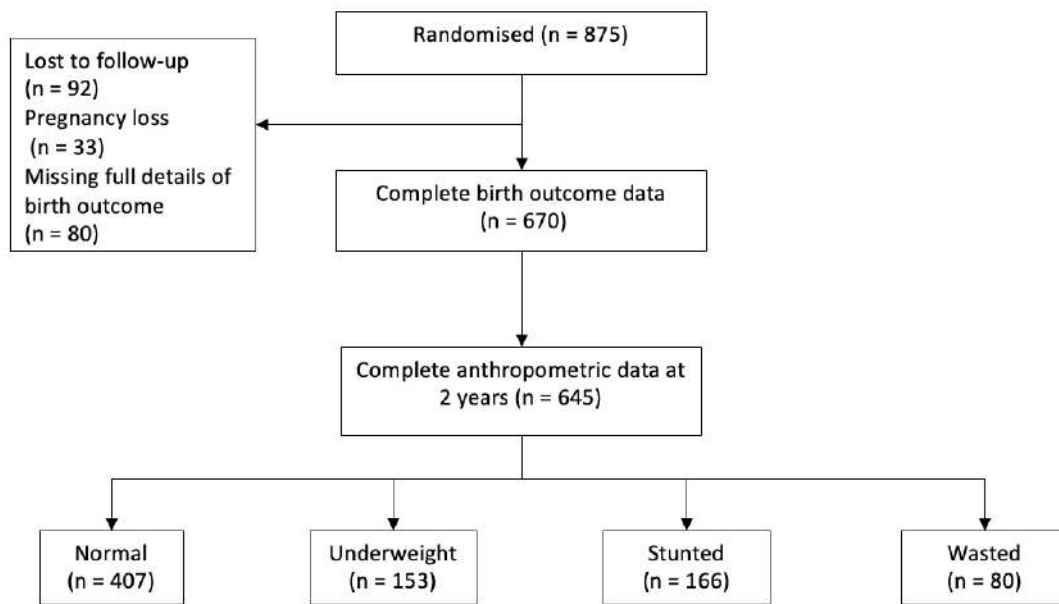 Randomised (n = 875)
Lost to follow-up
(n = 92)
Pregnancy loss
(n = 33)
Missing full details of
birth outcome
(n = 80)
Complete birth outcome data
(n = 670)
Complete anthropometric data at
2 years (n = 645)
Normal
(n = 407)
Underweight
(n = 153)
Stunted
(n = 166)
Wasted
(n = 80)